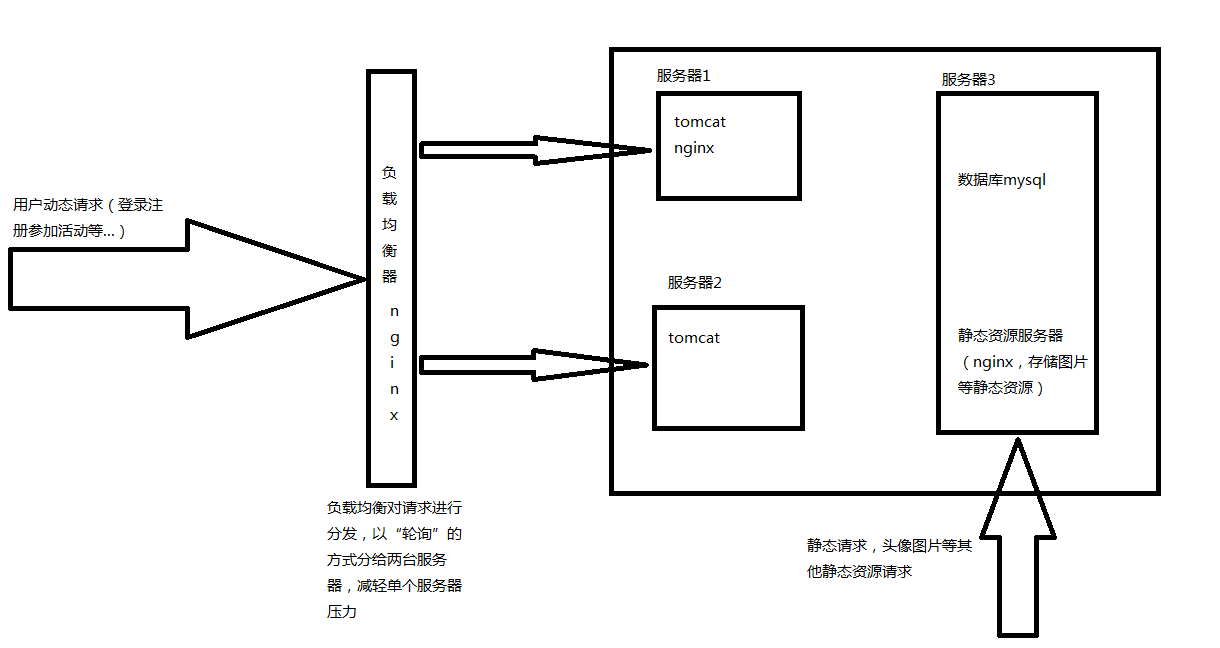 用户动态请求（登录注
册参加活动等...）
负
载
均
衡
器
n
g
i
n
x
负载均衡对请求进行
分发，以“轮询”的
方式分给两台服务
器，减轻单个服务器
压力
服务器1
tomcat
nginx
服务器2
tomcat
服务器3
数据库mysql
静态资源服务器
（nginx，存储图片
等静态资源）
静态请求，头像图片等其
他静态资源请求